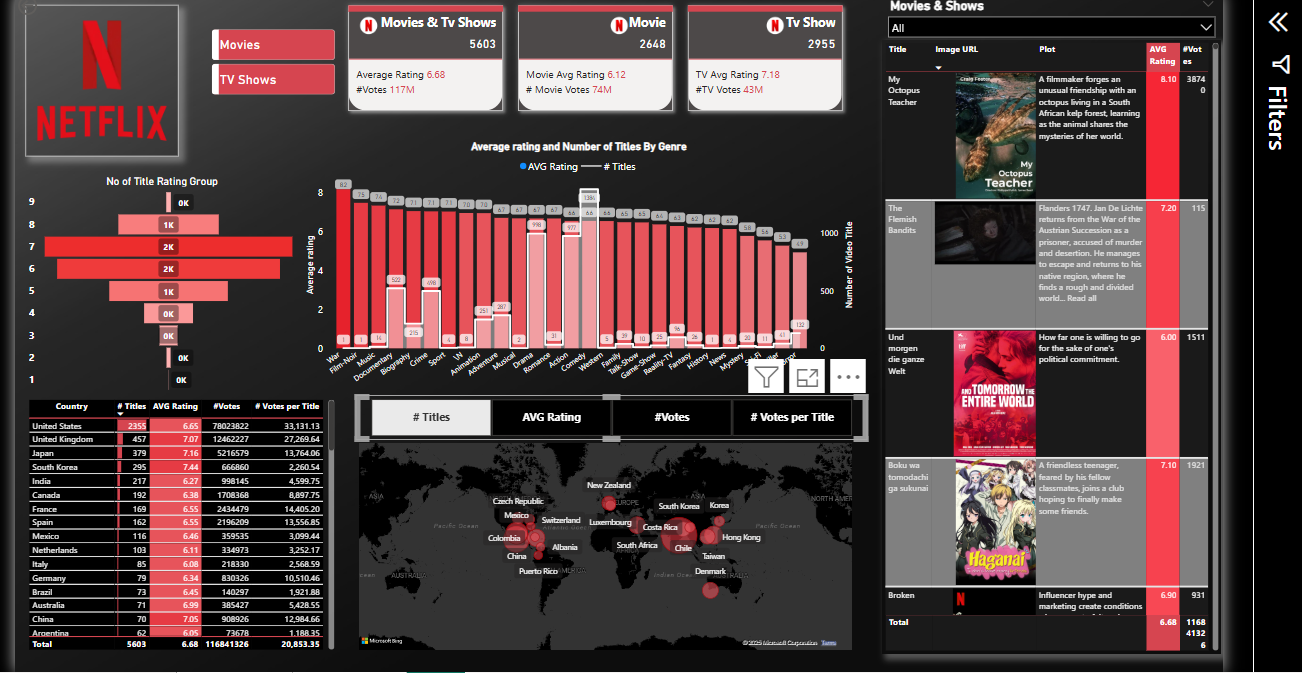 NETFLIX
Movies
TV Shows
Movies & Tv Shows
5603
Average Rating 6.68
#Votes 117M
Movie
2648
Movie Avg Rating 6.12
# Movie Votes 74M
Tv Show
2955
TV Avg Rating 7.18
#TV Votes 43M
No of Title Rating Group
9 0K
8 1K
7 2K
6 2K
5 1K
4 0K
3 0K
2 0K
1 0K
Average rating and Number of Titles By Genre
AVG Rating # Titles
Average rating
8
6
4
2
0
Number of Video Title
1000
500
0
War
Film-Noir
Music
Documentary
Biography
Crime
Sport
Animation
Adventure
Musical
Drama
Romance
Action
Comedy
Western
Family
Talk-Show
Game-Show
Reality-TV
Fantasy
History
News
Mystery
Country # Titles AVG Rating #Votes # Votes per Title
United States 2355 6.65 78023822 33,131.13
United Kingdom 457 7.07 12462227 27,269.64
Japan 379 7.16 5216579 13,764.06
South Korea 295 7.44 666860 2,260.54
India 217 6.27 998145 4,599.75
Canada 192 6.38 1708368 8,897.75
France 169 6.55 2434479 14,405.20
Spain 162 6.55 2196209 13,556.85
Mexico 116 6.46 359535 3,099.44
Netherlands 103 6.11 334973 3,252.17
Italy 85 6.08 218330 2,568.59
Germany 79 6.34 830326 10,510.46
Brazil 73 6.45 140297 1,921.88
Australia 71 6.99 385427 5,428.55
China 70 7.05 908926 12,984.66
Argentina 62 6.05 73678 1,188.35
Total 5603 6.68 116841326 20,853.35
# Titles
AVG Rating
#Votes
# Votes per Title
New Zealand
Czech Republic
Mexico
Switzerland
Luxembourg
South Korea
Korea
Costa Rica
Colombia
Hong Kong
South Africa
Chile
Albania
China
Taiwan
Puerto Rico
Denmark
ASIA
EUROPE
ASIA
NORTH AMER
Pacific Ocean
Pacific Ocean
Indian Ocean
AUSTRALIA
AUSTRALIA
Microsoft Bing
© 2025 Microsoft Corporation Terms
Movies & Shows
All
Title Image URL Plot AVG Rating #Votes
My
Octopus
Teacher
Craig Foster
My
Octopus
Teacher
A filmmaker forges an
unusual friendship with an
octopus living in a South
African kelp forest, learning
as the animal shares the
mysteries of her world.
8.10
3874
0
The
Flemish
Bandits
Flanders 1747. Jan De Lichte
returns from the War of the
Austrian Succession as a
prisoner, accused of murder
and desertion. He manages
to escape and returns to his
native region, where he
finds a rough and divided
world... Read all
7.20
115
Und
morgen
die ganze
Welt
AND TOMORROW THE
ENTIRE WORLD
How far one is willing to go
for the sake of one's
political commitment.
6.00
1511
Boku wa
tomodachi
ga sukunai
Haganai
A friendless teenager,
feared by his fellow
classmates, joins a club
hoping to finally make
some friends.
7.10
1921
Broken
N
Influencer hype and
marketing create conditions
6.90
931
Total
6.68
1168
4132
6
Filters